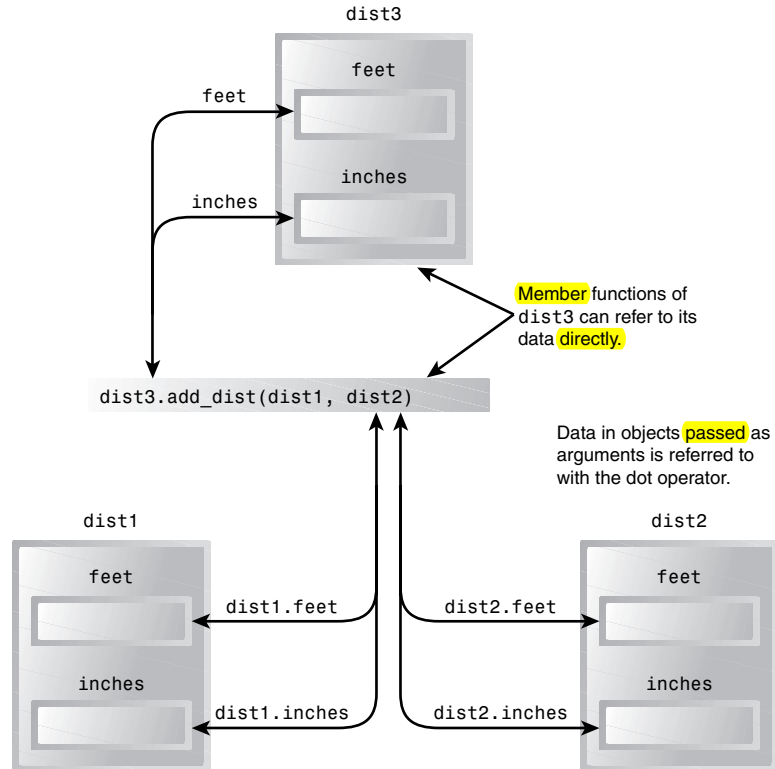 dist3
feet
feet
inches
inches
Member functions of
dist3 can refer to its
data directly.
dist3.add_dist(dist1, dist2)
Data in objects passed as
arguments is referred to
with the dot operator.
dist1
dist2
feet
feet
dist1.feet
dist2.feet
inches
inches
dist1.inches
dist2.inches